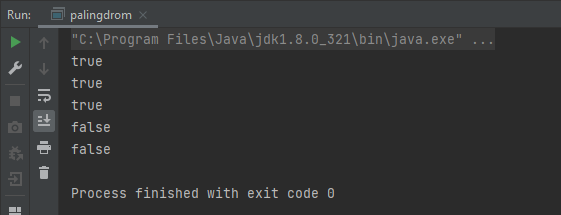 Run: palingdrom
"C:\Program Files\Java\jdk1.8.0_321\bin\java.exe" ...
true
true
true
false
false
Process finished with exit code 0